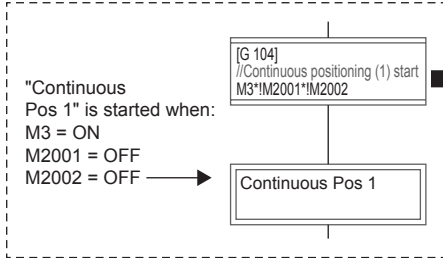 "Continuous
Pos 1" is started when:
M3 = ON
M2001 = OFF
M2002 = OFF
[G 104]
//Continuous positioning (1) start
M3*!M2001*!M2002
Continuous Pos 1